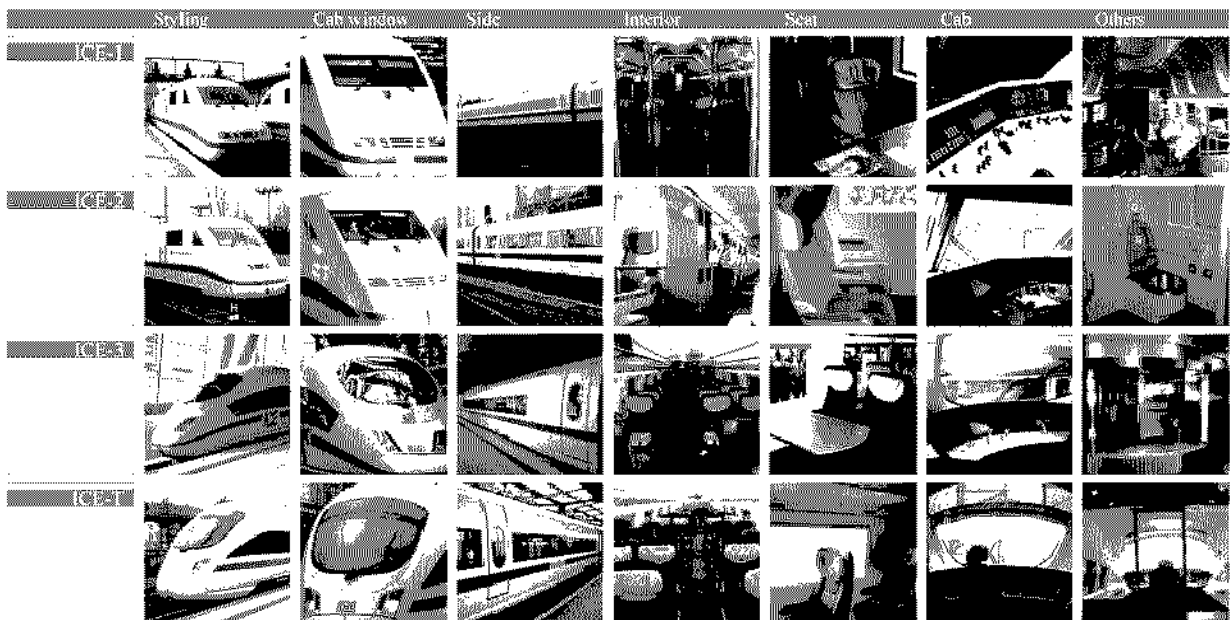 Styling Cab window Side Interior Seat Cab Others
ICE-1
ICE-2
ICE-3
ICE-T